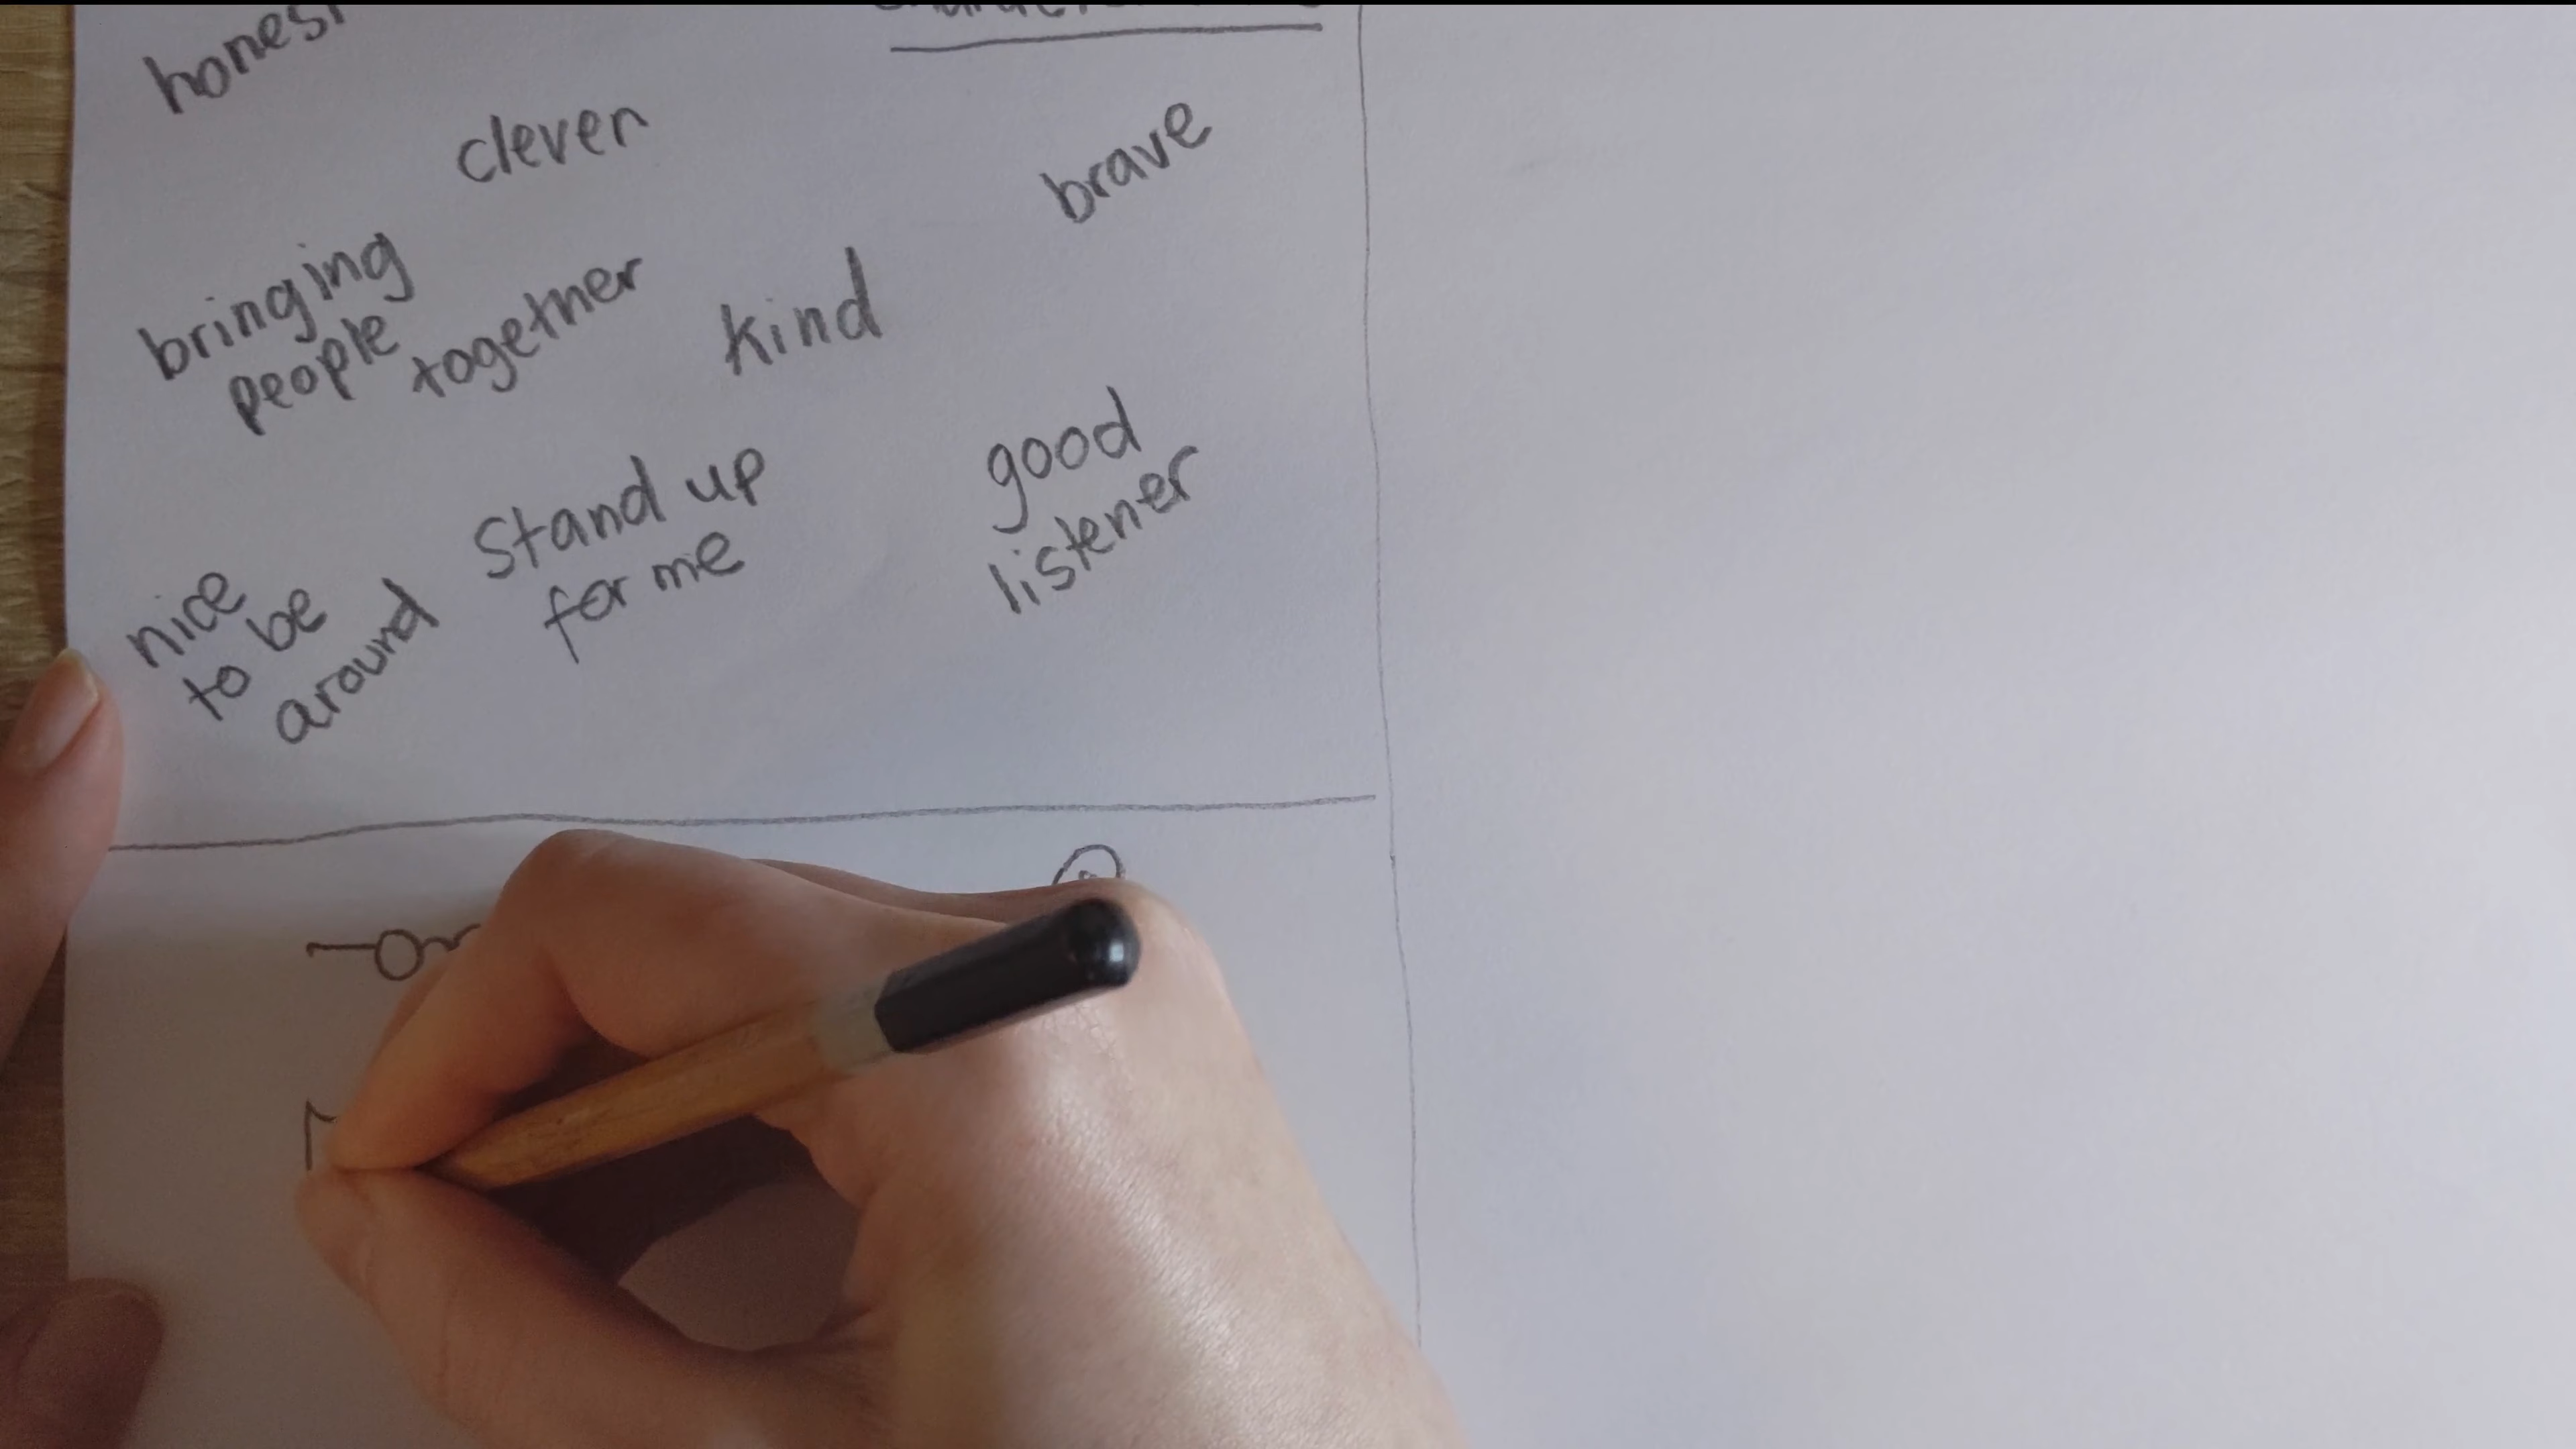 clever
brave
bringing
people together
kind
Stand up
for me
good
listener
nice
to be
around